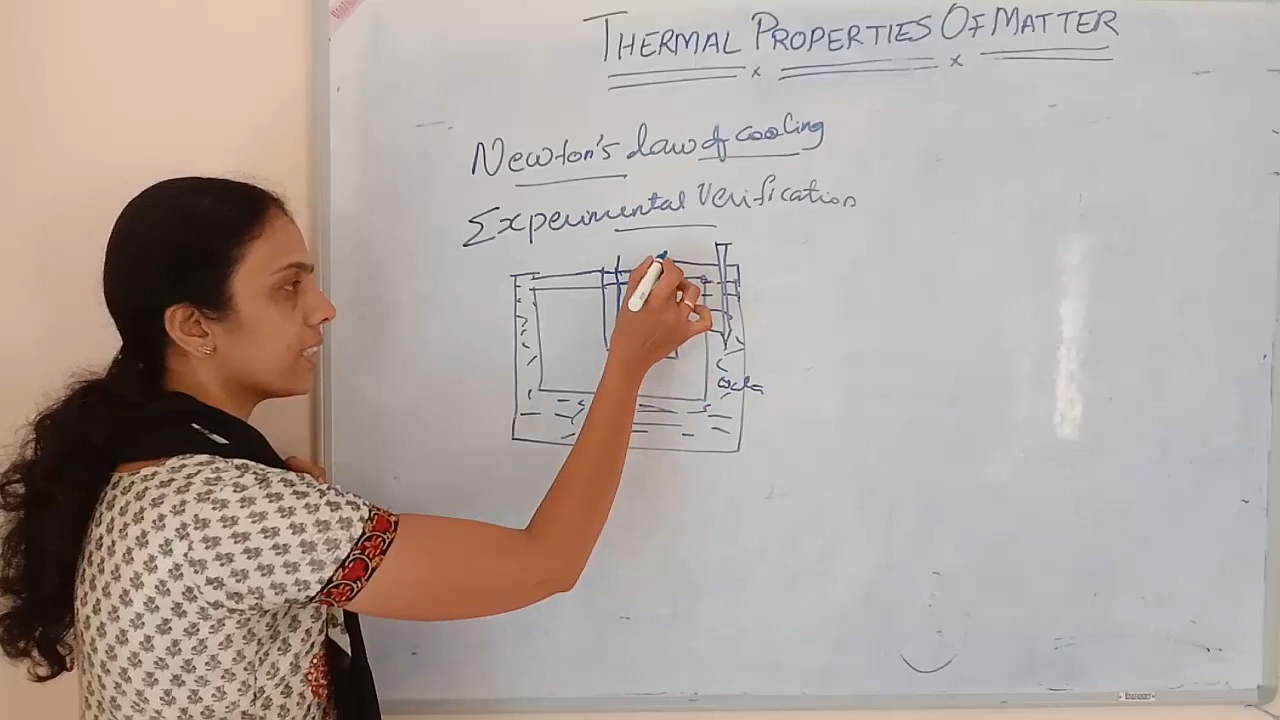 THERMAL PROPERTIES OF MATTER
Newton's law of cooling
Experimental Verification